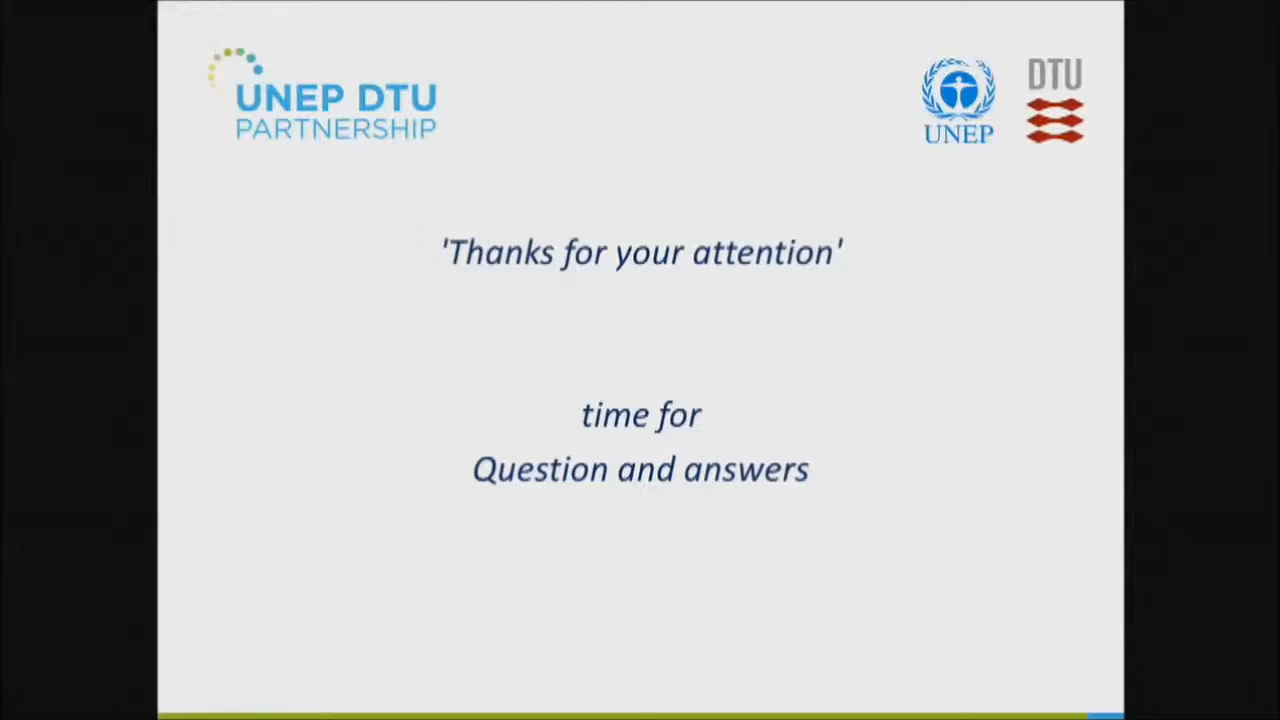 UNEP DTU
PARTNERSHIP
UNEP
DTU
'Thanks for your attention'
time for
Question and answers